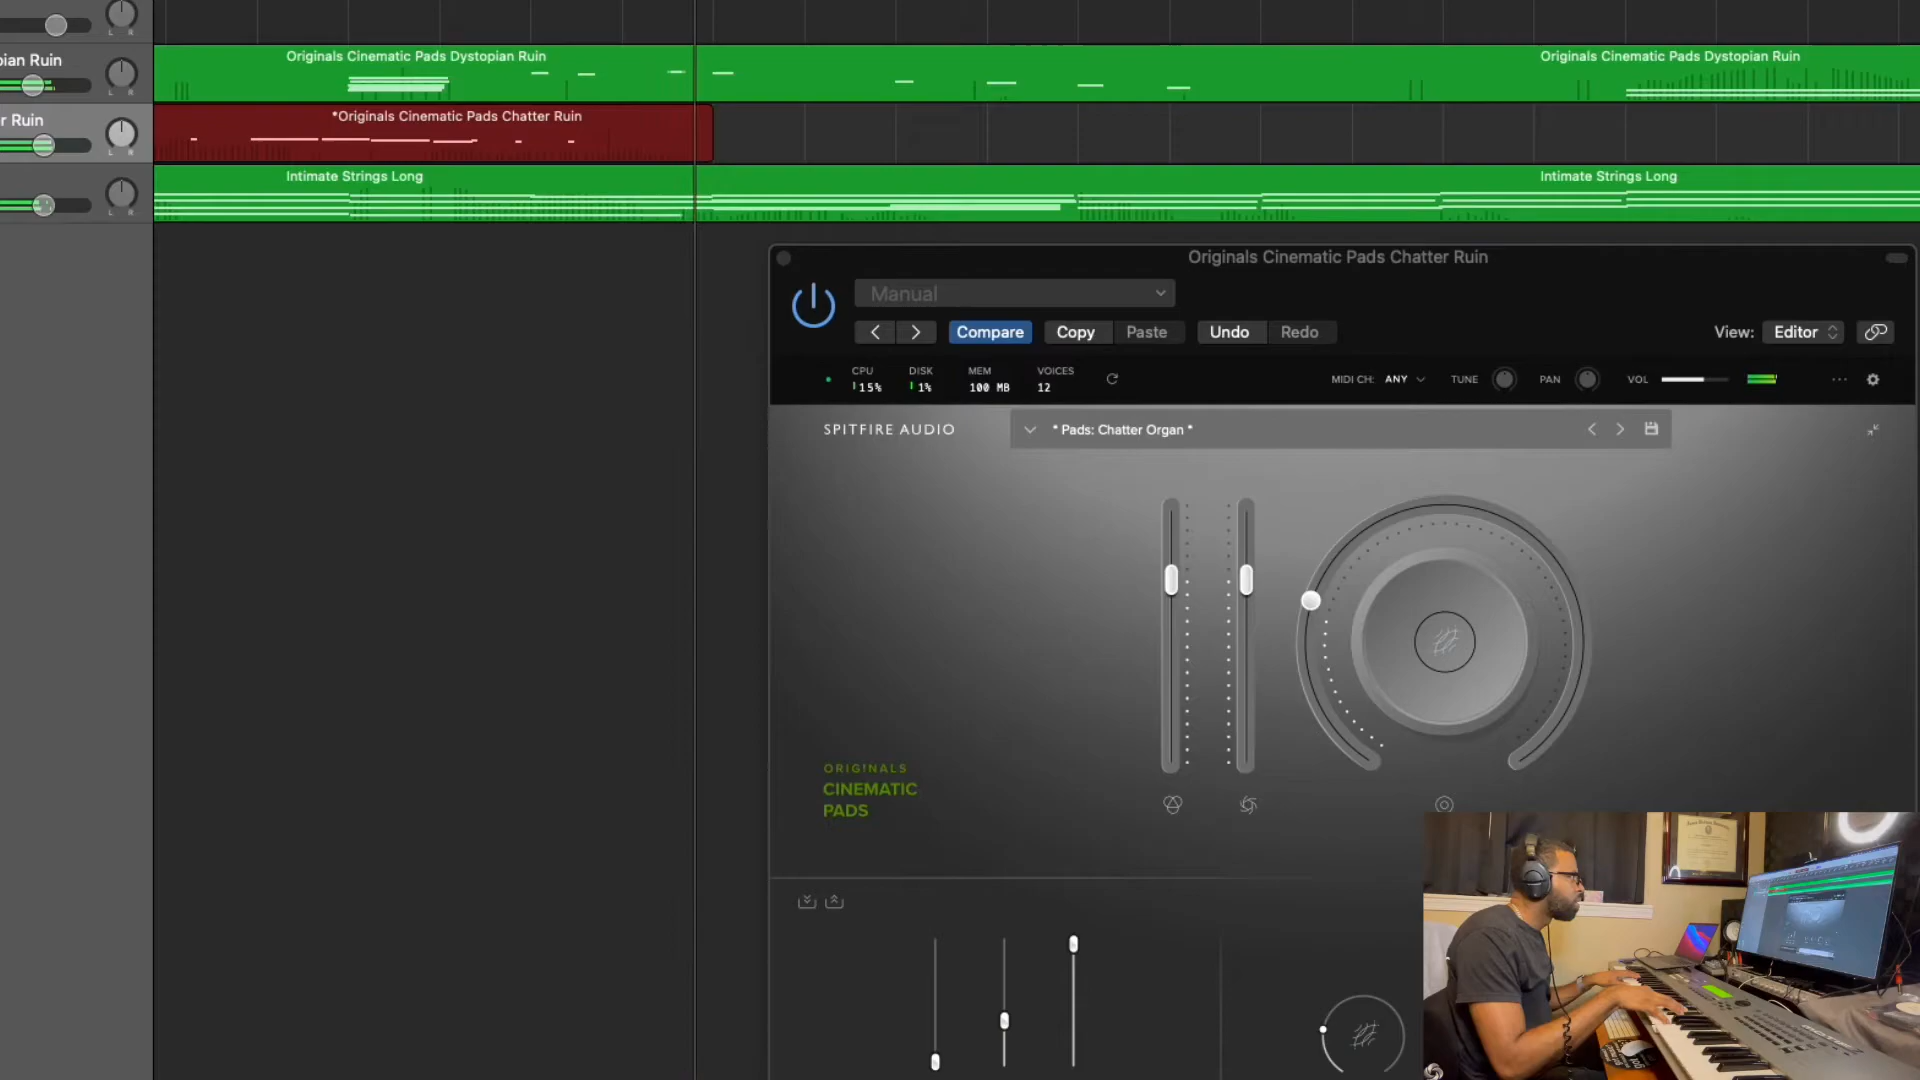 L R
Originals Cinematic Pads Dystopian Ruin
Originals Cinematic Pads Dystopian Ruin
pian Ruin
L R
*Originals Cinematic Pads Chatter Ruin
r Ruin
L R
Intimate Strings Long
Intimate Strings Long
L R
Originals Cinematic Pads Chatter Ruin
Manual
Compare
Copy
Paste
Undo
Redo
View:
Editor
CPU
15%
DISK
1%
MEM
100 MB
VOICES
12
MIDI CH: ANY
TUNE
PAN
VOL
SPITFIRE AUDIO
* Pads: Chatter Organ *
ORIGINALS
CINEMATIC
PADS